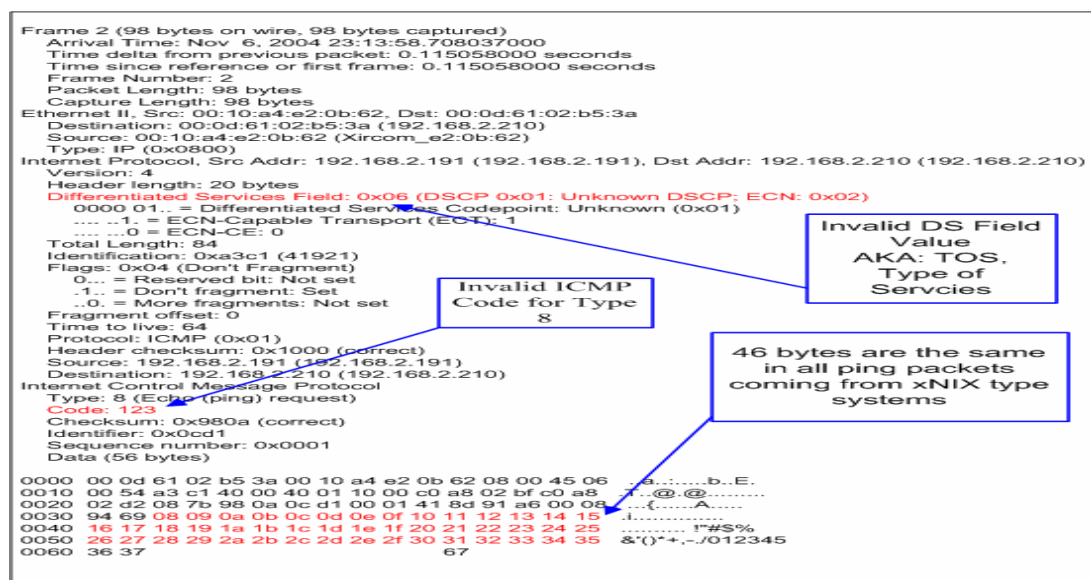 Frame 2 (98 bytes on wire, 98 bytes captured)
Arrival Time: Nov 6, 2004 23:13:58.708037000
Time delta from previous packet: 0.115058000 seconds
Time since reference or first frame: 0.115058000 seconds
Frame Number: 2
Packet Length: 98 bytes
Capture Length: 98 bytes
Ethernet II, Src: 00:10:a4:e2:0b:62, Dst: 00:0d:61:02:b5:3a
Destination: 00:0d:61:02:b5:3a (192.168.2.210)
Source: 00:10:a4:e2:0b:62 (Xircom_e2:0b:62)
Type: IP (0x0800)
Internet Protocol, Src Addr: 192.168.2.191 (192.168.2.191), Dst Addr: 192.168.2.210 (192.168.2.210)
Version: 4
Header length: 20 bytes
Differentiated Services Field: 0x06 (DSCP 0x01: Unknown DSCP; ECN: 0x02)
0000 01.. = Differentiated Services Codepoint: Unknown (0x01)
.... ..1. = ECN-Capable Transport (ECT): 1
.... ...0 = ECN-CE: 0
Total Length: 84
Identification: 0xa3c1 (41921)
Flags: 0x04 (Don't Fragment)
0... = Reserved bit: Not set
.1.. = Don't fragment: Set
..0. = More fragments: Not set
Fragment offset: 0
Time to live: 64
Protocol: ICMP (0x01)
Header checksum: 0x1000 (correct)
Source: 192.168.2.191 (192.168.2.191)
Destination: 192.168.2.210 (192.168.2.210)
Internet Control Message Protocol
Type: 8 (Echo (ping) request)
Code: 123
Checksum: 0x980a (correct)
Identifier: 0x0cd1
Sequence number: 0x0001
Data (56 bytes)
Invalid DS Field
Value
AKA: TOS,
Type of
Servcies
Invalid ICMP
Code for Type
8
46 bytes are the same
in all ping packets
coming from xNIX type
systems
0000 00 0d 61 02 b5 3a 00 10 a4 e2 0b 62 08 00 45 06 ..a..:.....b..E.
0010 00 54 a3 c1 40 00 40 01 10 00 c0 a8 02 bf c0 a8 .T..@.@.........
0020 02 d2 08 7b 98 0a 0c d1 00 01 41 8d 91 a6 00 08 ...{......A.....
0030 94 69 08 09 0a 0b 0c 0d 0e 0f 10 11 12 13 14 15 .i..............
0040 16 17 18 19 1a 1b 1c 1d 1e 1f 20 21 22 23 24 25 .......... !"#$%
0050 26 27 28 29 2a 2b 2c 2d 2e 2f 30 31 32 33 34 35 &'()*+,-./012345
0060 36 37 67